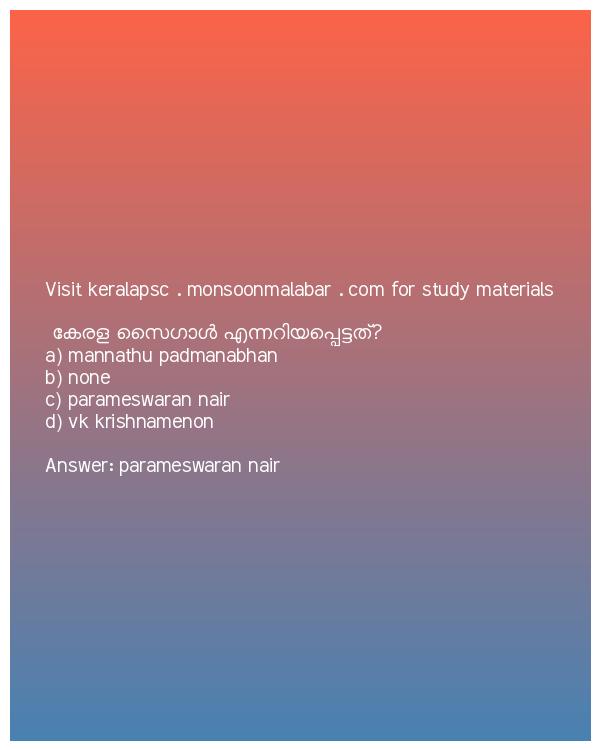 Visit keralapsc . monsoonmalabar . com for study materials
കേരള സൈഗാൾ എന്നറിയപ്പെട്ടത്?
a) mannathu padmanabhan
b) none
c) parameswaran nair
d) vk krishnamenon
Answer: parameswaran nair